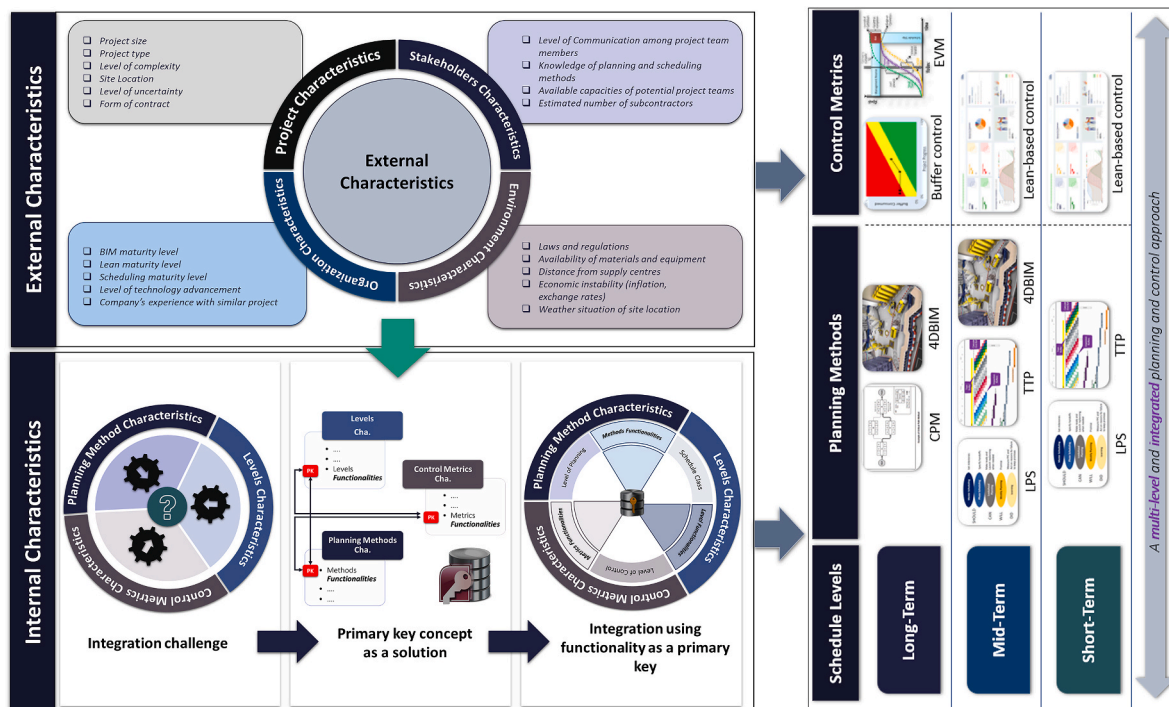 External Characteristics
❑ Project size
❑ Project type
❑ Level of complexity
❑ Site Location
❑ Level of uncertainty
❑ Form of contract
❑ Level of Communication among project team
members
❑ Knowledge of planning and scheduling
methods
❑ Available capacities of potential project teams
❑ Estimated number of subcontractors
Project Characteristics
Stakeholders Characteristics
External
Characteristics
Organization Characteristics
Environment Characteristics
❑ BIM maturity level
❑ Lean maturity level
❑ Scheduling maturity level
❑ Level of technology advancement
❑ Company's experience with similar project
❑ Laws and regulations
❑ Availability of materials and equipment
❑ Distance from supply centres
❑ Economic instability (inflation,
exchange rates)
❑ Weather situation of site location
Internal Characteristics
Planning Method Characteristics
Levels Characteristics
Control Metrics Characteristics
?
Integration challenge
Levels
Cha.
• ....
• ....
• Levels
Functionalities
PK
Control Metrics
Cha.
• ....
• ....
• Metrics
Functionalities
PK
Planning Methods
Cha.
• Methods
Functionalities
• ....
• ....
PK
Primary key concept
as a solution
Planning Method Characteristics
Levels Characteristics
Control Metrics Characteristics
Methods Functionalities
Schedule Class
Level Functionalities
Level of Control
Metrics Functionalities
Level of Planning
Integration using
functionality as a primary
key
Control Metrics
EVM
Buffer control
Lean-based control
Lean-based control
Planning Methods
4DBIM
CPM
4DBIM
TTP
LPS
TTP
LPS
SHOULD
CAN
WILL
DID
SHOULD
CAN
WILL
DID
Schedule Levels
Long-Term
Mid-Term
Short-Term
A multi-level and integrated planning and control approach